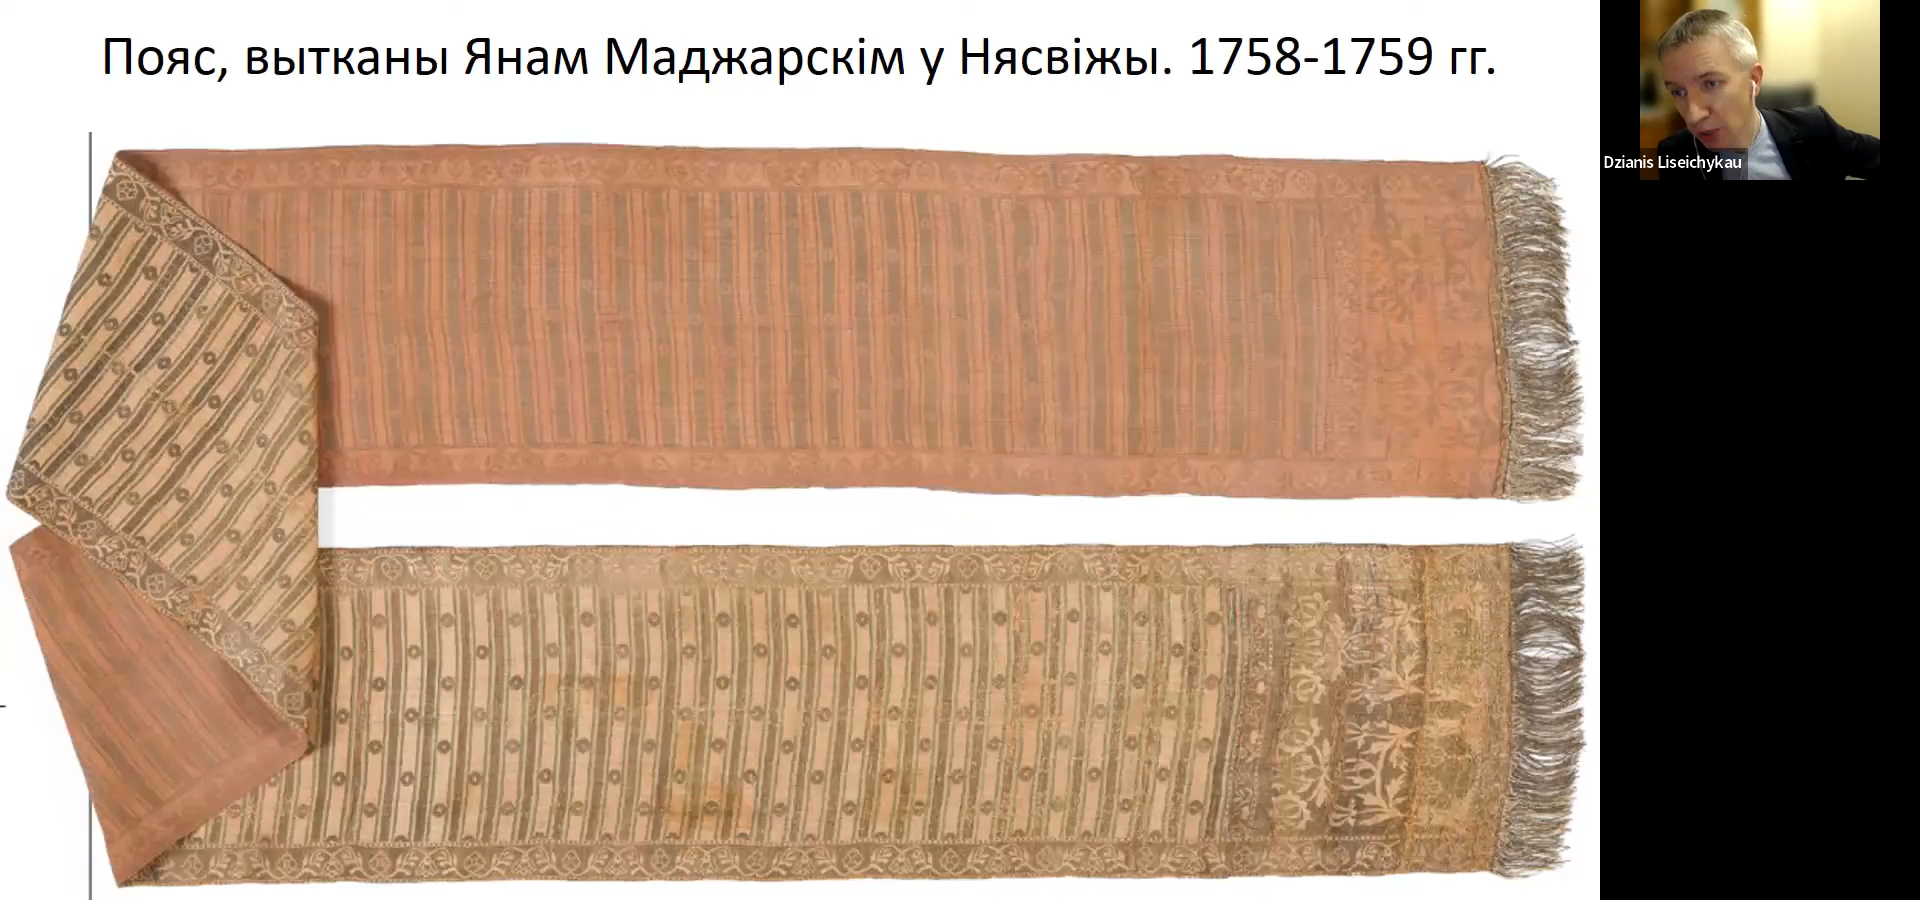 Пояс, вытканы Янам Маджарскім у Нясвіжы. 1758-1759 гг.
Dzianis Liseichykau